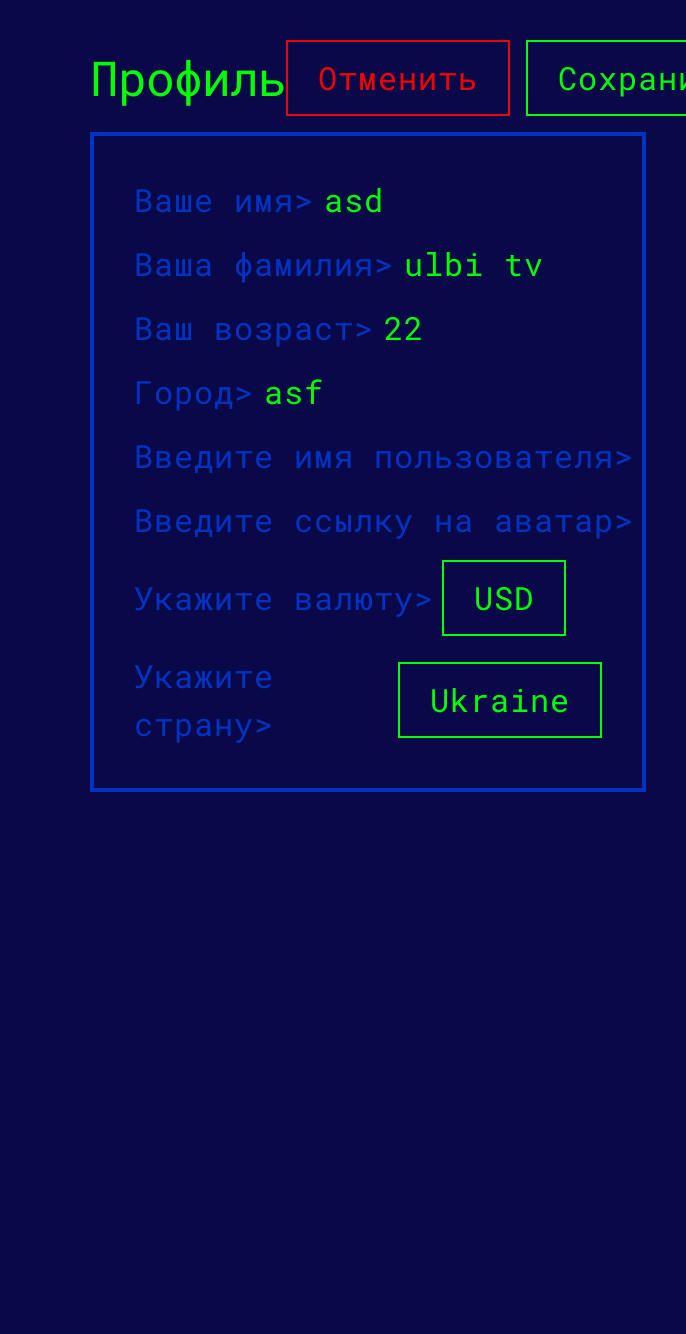 Профиль Отменить Сохрани
Ваше имя> asd
Ваша фамилия> ulbi tv
Ваш возраст> 22
Город> asf
Введите имя пользователя>
Введите ссылку на аватар>
Укажите валюту> USD
Укажите
страну> Ukraine